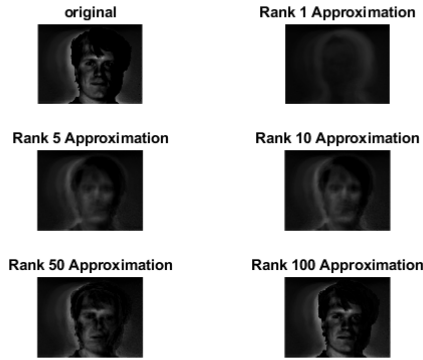 original
Rank 1 Approximation
Rank 5 Approximation
Rank 10 Approximation
Rank 50 Approximation
Rank 100 Approximation